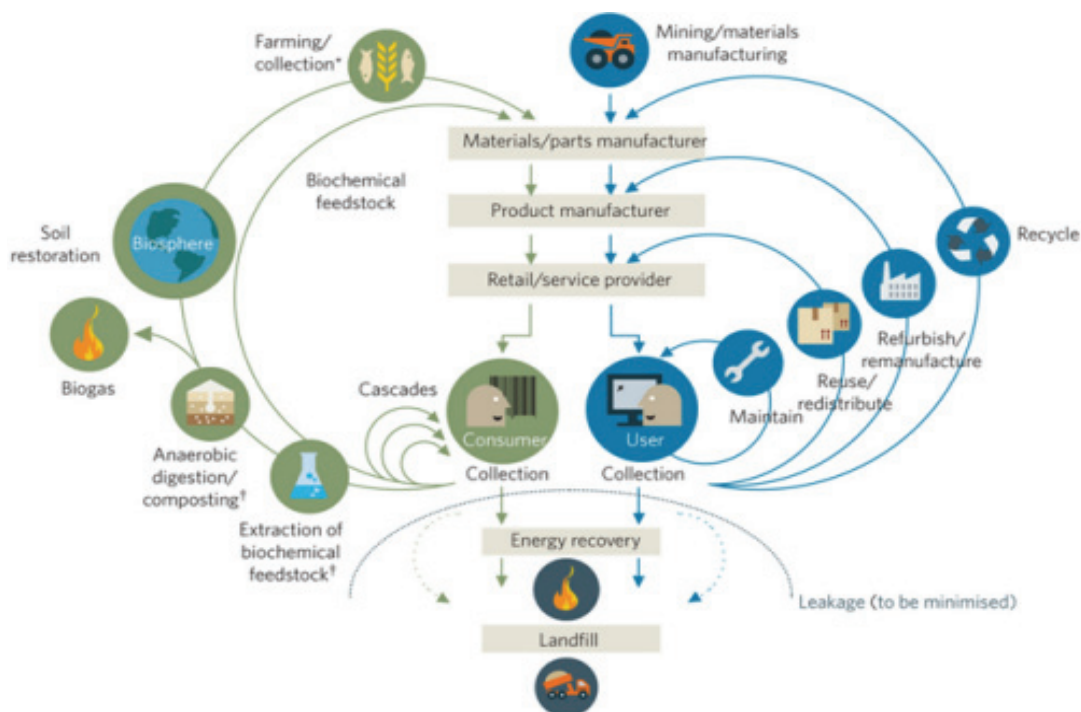 Farming/
collection*
Mining/materials
manufacturing
Materials/parts manufacturer
Biochemical
feedstock
Product manufacturer
Soil
restoration
Biosphere
Recycle
Retail/service provider
Biogas
Refurbish/
remanufacture
Cascades
Reuse/
redistribute
Maintain
Consumer
User
Anaerobic
digestion/
composting†
Collection
Collection
Extraction of
biochemical
feedstock†
Energy recovery
Leakage (to be minimised)
Landfill